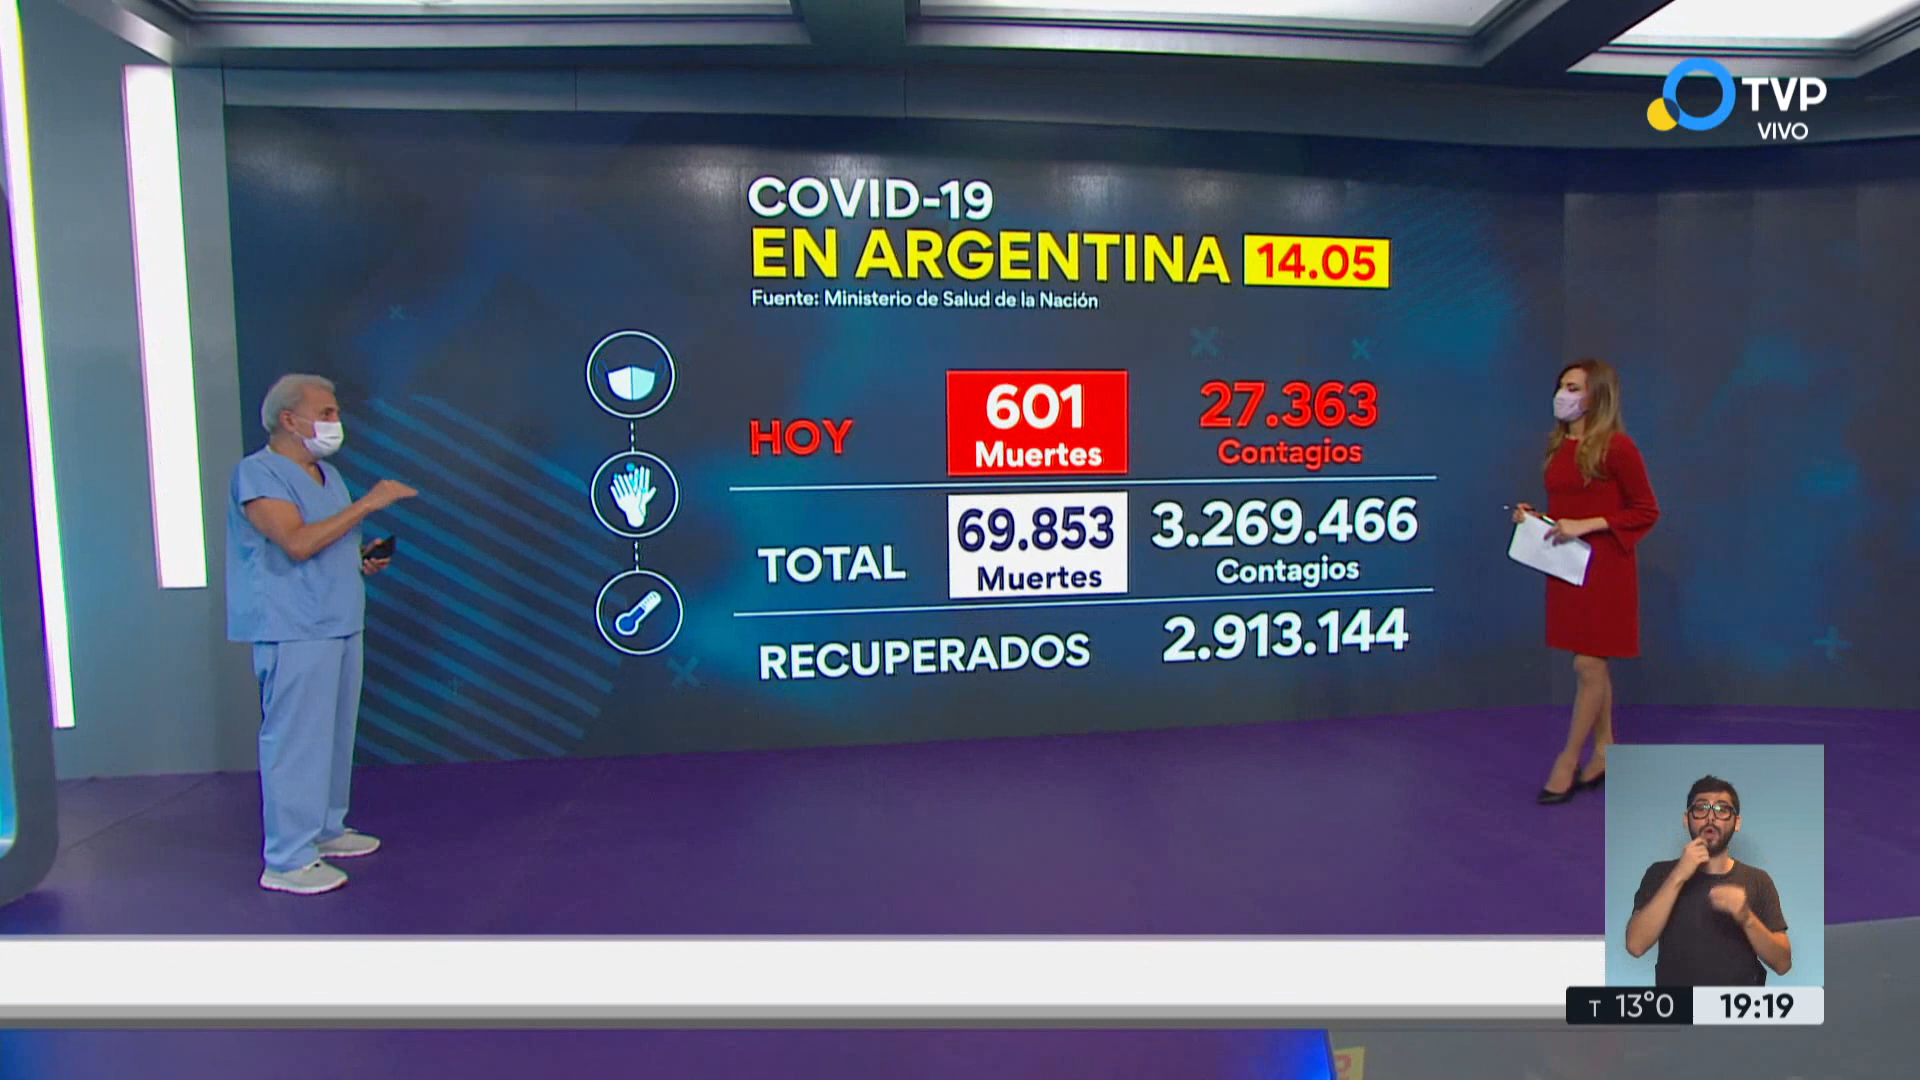 TVP
VIVO
COVID-19
EN ARGENTINA 14.05
Fuente: Ministerio de Salud de la Nación
HOY
601
Muertes
27.363
Contagios
TOTAL
69.853
Muertes
3.269.466
Contagios
RECUPERADOS
2.913.144
T 13°0 19:19